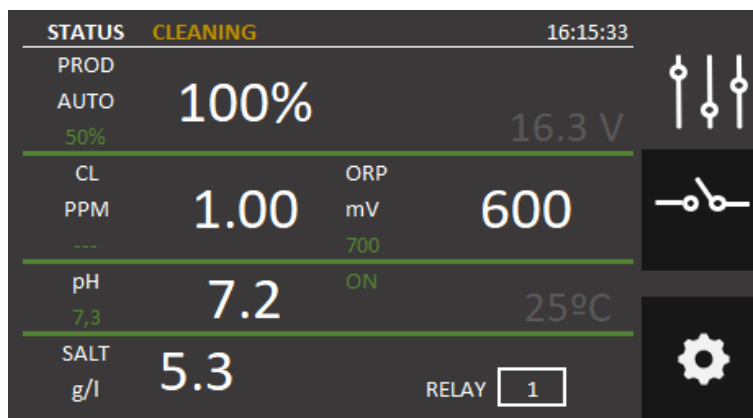 STATUS CLEANING 16:15:33
PROD
AUTO 100%
50% 16.3 V
CL ORP
PPM 1.00 mV 600
--- 700
pH 7.2 ON
7,3 25ºC
SALT 5.3
g/l RELAY 1